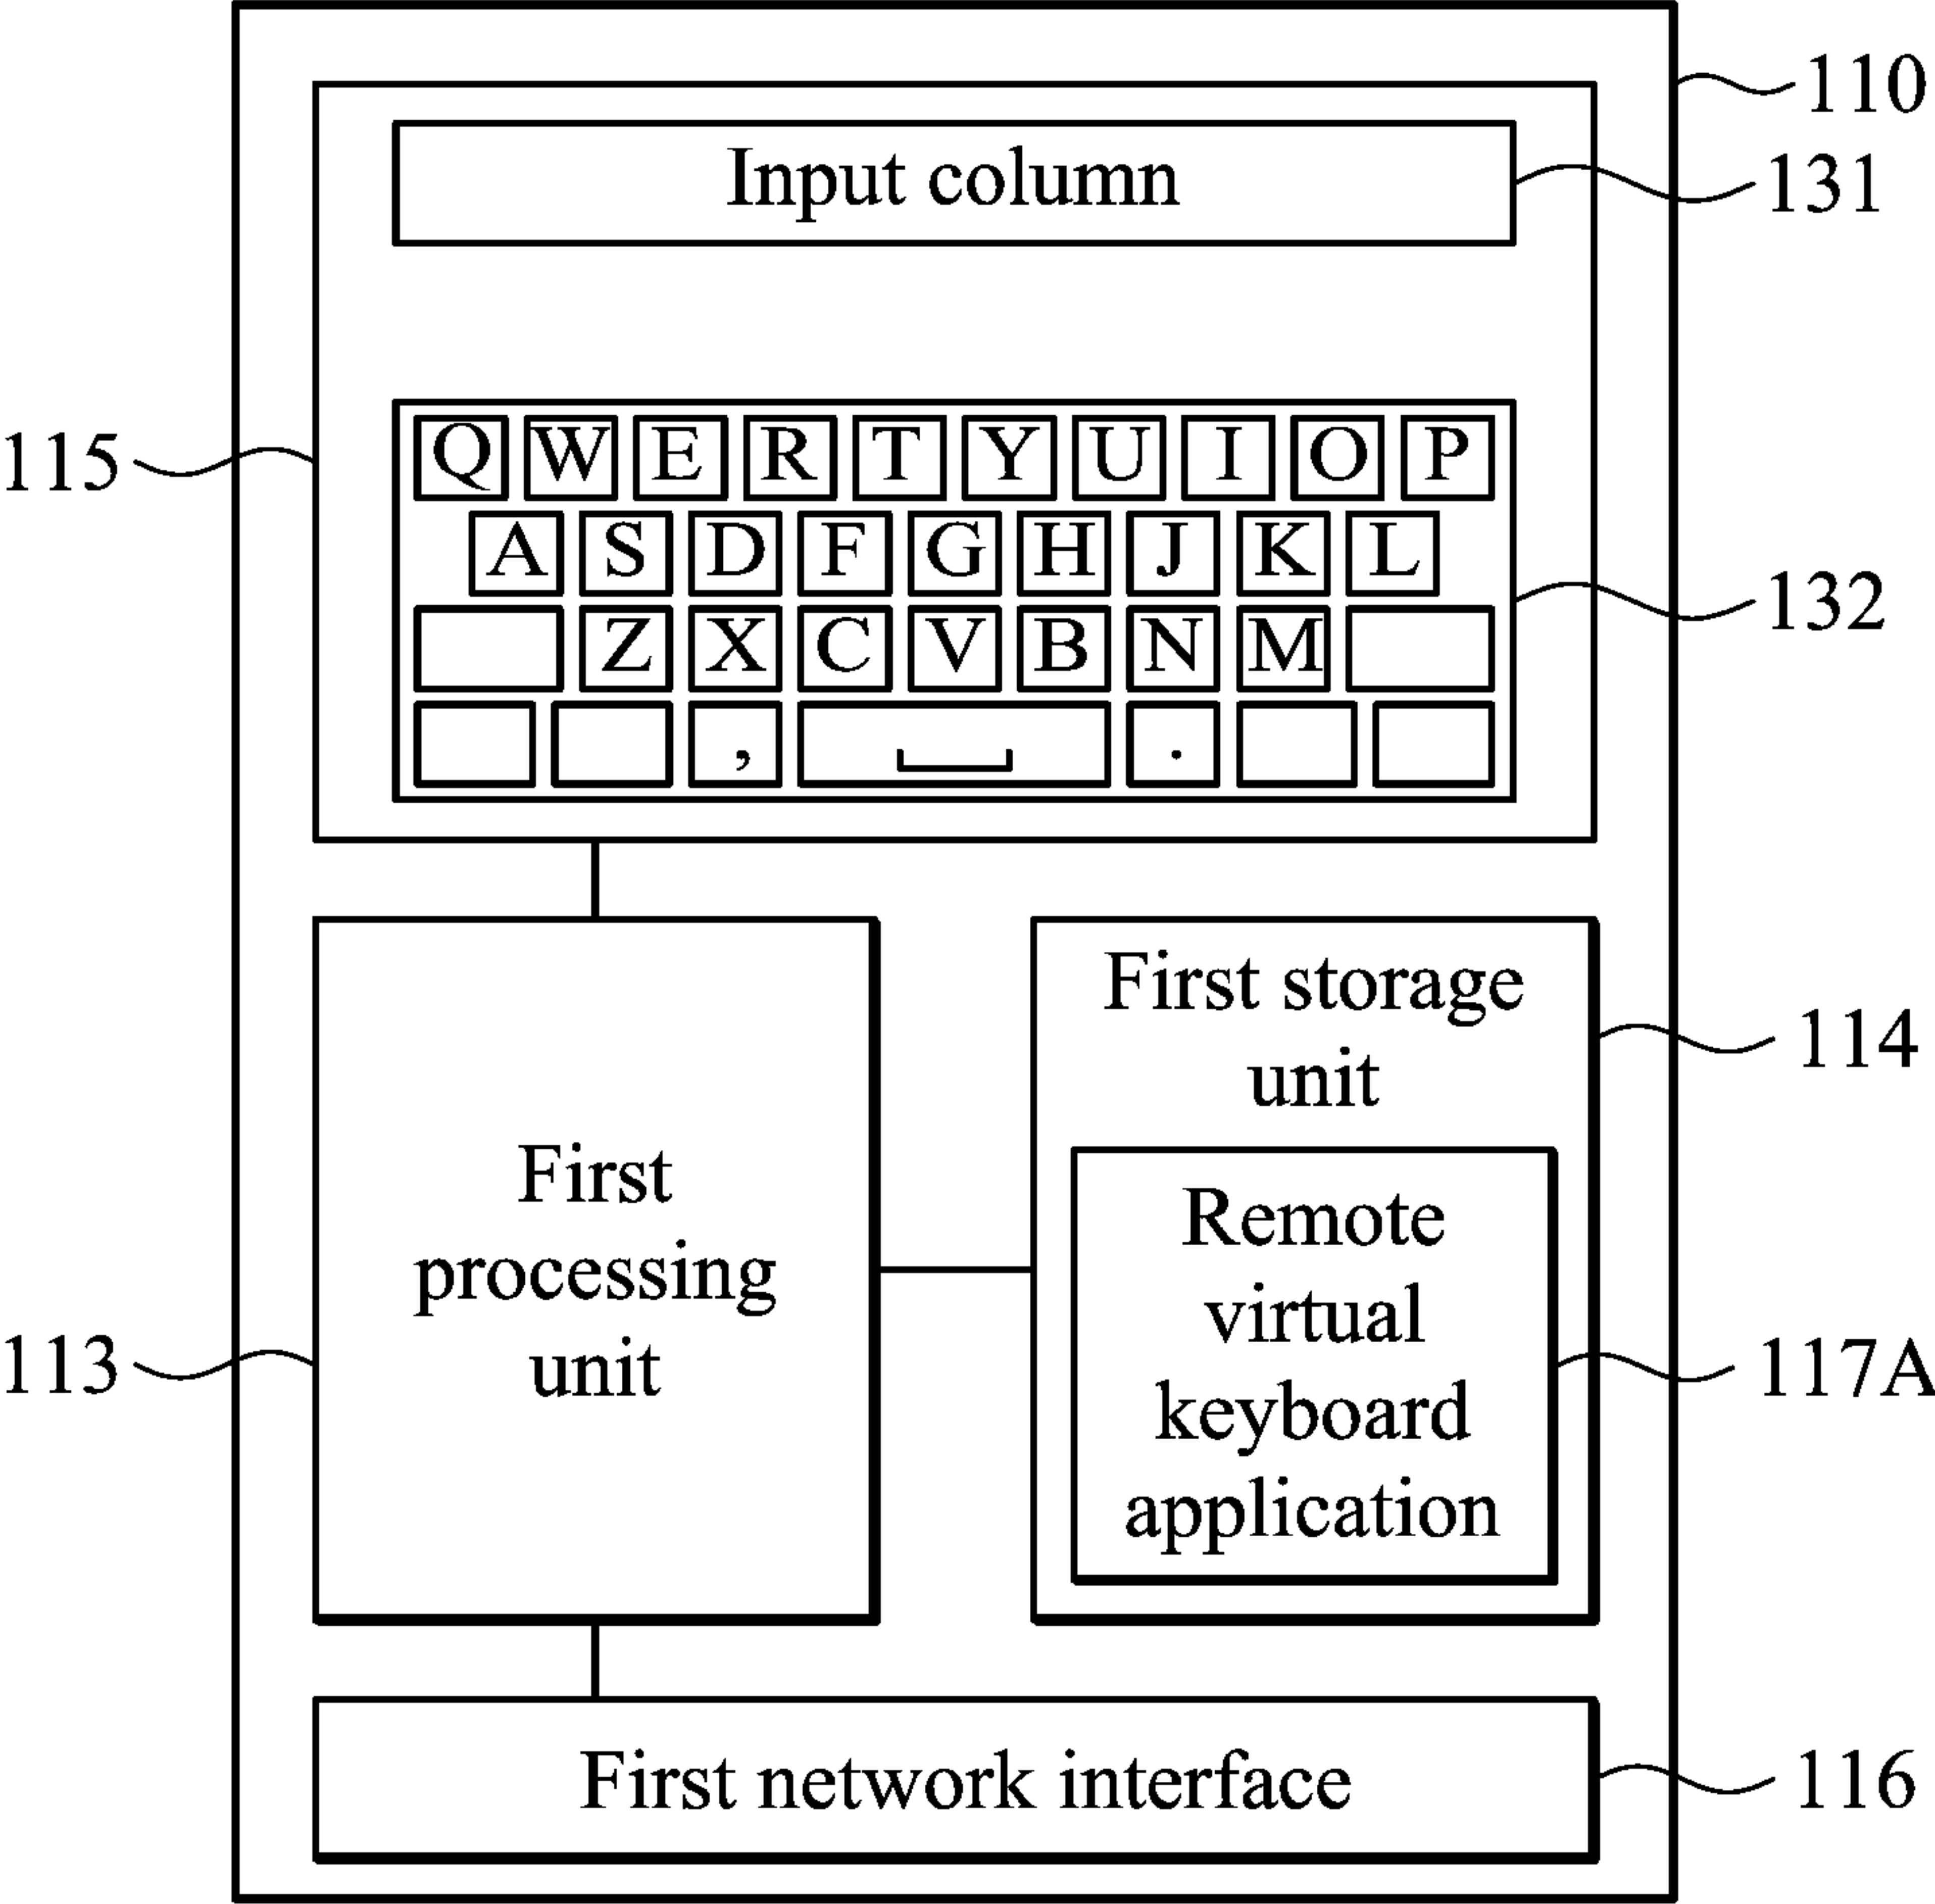 110
Input column
131
115
Q W E R T Y U I O P
A S D F G H J K L
132
Z X C V B N M
, .
First storage
unit
114
First
processing
unit
113
Remote
virtual
keyboard
application
117A
First network interface
116